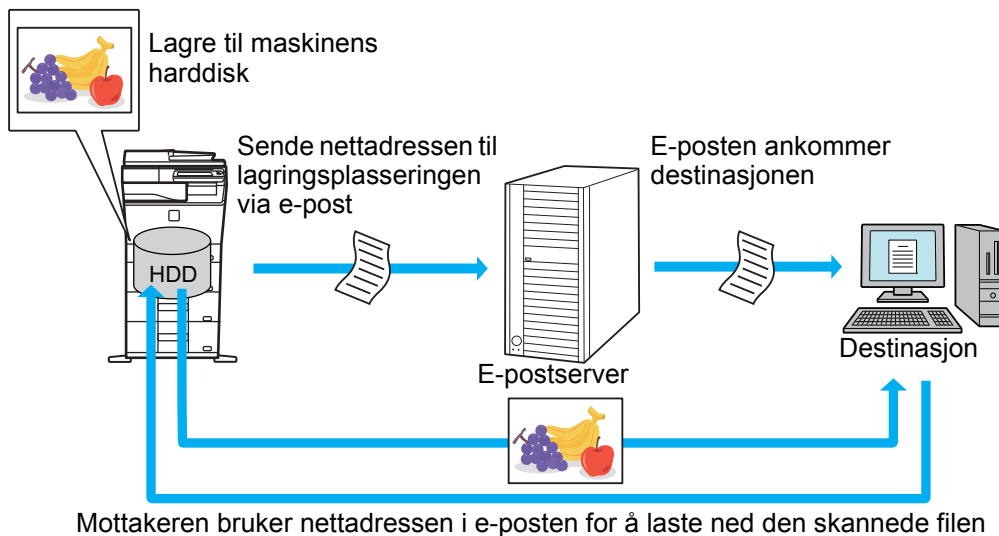 Lagre til maskinens
harddisk
Sende nettadressen til
lagringsplasseringen
via e-post
E-posten ankommer
destinasjonen
HDD
E-postserver
Destinasjon
Mottakeren bruker nettadressen i e-posten for å laste ned den skannede filen